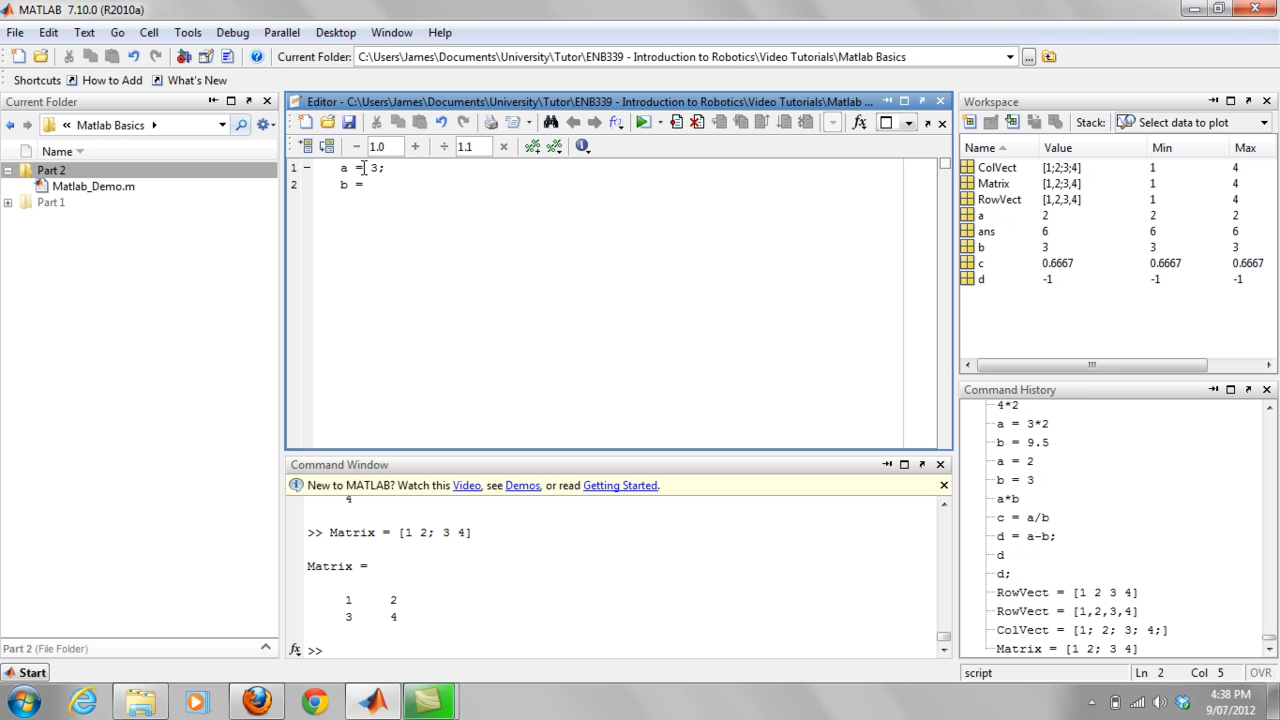 MATLAB 7.10.0 (R2010a)
File Edit Text Go Cell Tools Debug Parallel Desktop Window Help
Current Folder: C:\Users\James\Documents\University\Tutor\ENB339 - Introduction to Robotics\Video Tutorials\Matlab Basics
Shortcuts How to Add What's New
Current Folder
« Matlab Basics
Name
Part 2
Matlab_Demo.m
Part 1
Part 2 (File Folder)
Editor - C:\Users\James\Documents\University\Tutor\ENB339 - Introduction to Robotics\Video Tutorials\Matlab ...
1.0 1.1
1 a = 3;
2 b =
Command Window
New to MATLAB? Watch this Video, see Demos, or read Getting Started.
4
>> Matrix = [1 2; 3 4]
Matrix =
1 2
3 4
fx >>
Workspace
Stack: Select data to plot
Name Value Min Max
ColVect [1;2;3;4] 1 4
Matrix [1,2;3,4] 1 4
RowVect [1,2,3,4] 1 4
a 2 2 2
ans 6 6 6
b 3 3 3
c 0.6667 0.6667 0.6667
d -1 -1 -1
Command History
4*2
a = 3*2
b = 9.5
a = 2
b = 3
a*b
c = a/b
d = a-b;
d
d;
RowVect = [1 2 3 4]
RowVect = [1,2,3,4]
ColVect = [1; 2; 3; 4;]
Matrix = [1 2; 3 4]
Start
script Ln 2 Col 5 OVR
4:38 PM
9/07/2012